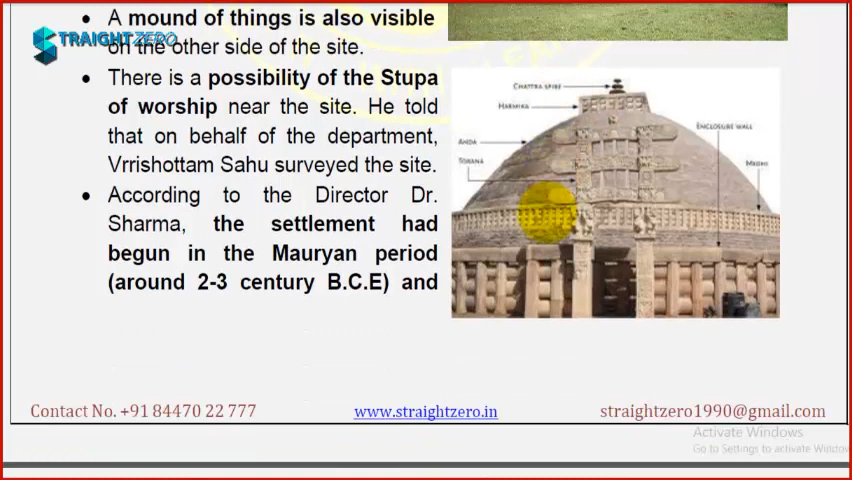 A mound of things is also visible
STRAIGHTZERO
on the other side of the site.
There is a possibility of the Stupa
of worship near the site. He told
that on behalf of the department,
Vrrishottam Sahu surveyed the site.
According to the Director Dr.
Sharma, the settlement had
begun in the Mauryan period
(around 2-3 century B.C.E) and
CHATTRA SPIRE
HARMIKA
ENCLOSURE WALL
ANDA
TORANA
MEDHI
Contact No. +91 84470 22 777
www.straightzero.in
straightzero1990@gmail.com
Activate Windows
Go to Settings to activate Window